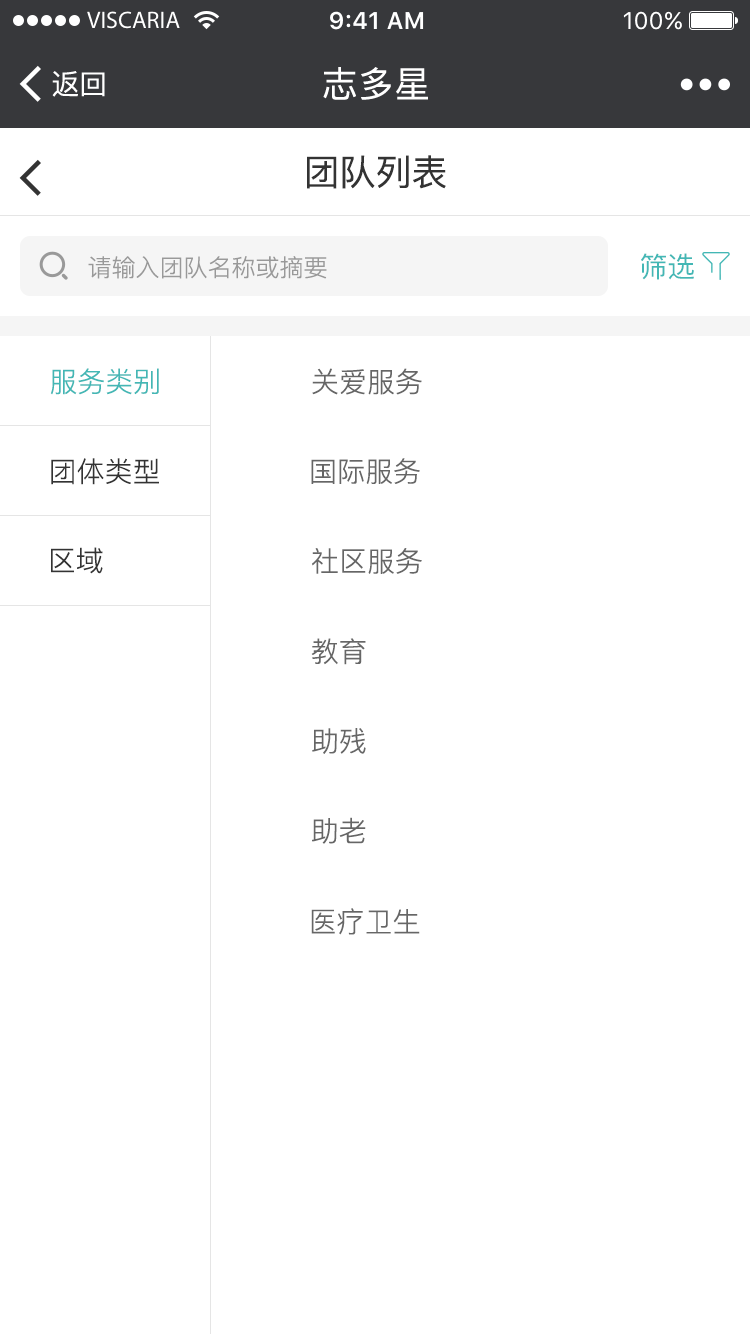 VISCARIA 9:41 AM 100%
返回 志多星
团队列表
请输入团队名称或摘要 筛选
服务类别 关爱服务
团体类型 国际服务
区域 社区服务
教育
助残
助老
医疗卫生